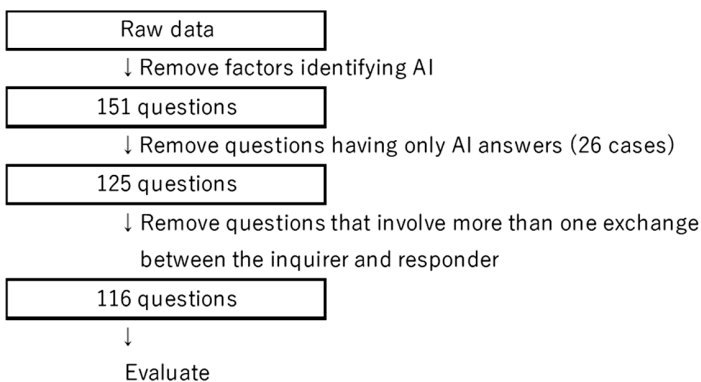 Raw data
↓ Remove factors identifying AI
151 questions
↓ Remove questions having only AI answers (26 cases)
125 questions
↓ Remove questions that involve more than one exchange
between the inquirer and responder
116 questions
↓
Evaluate